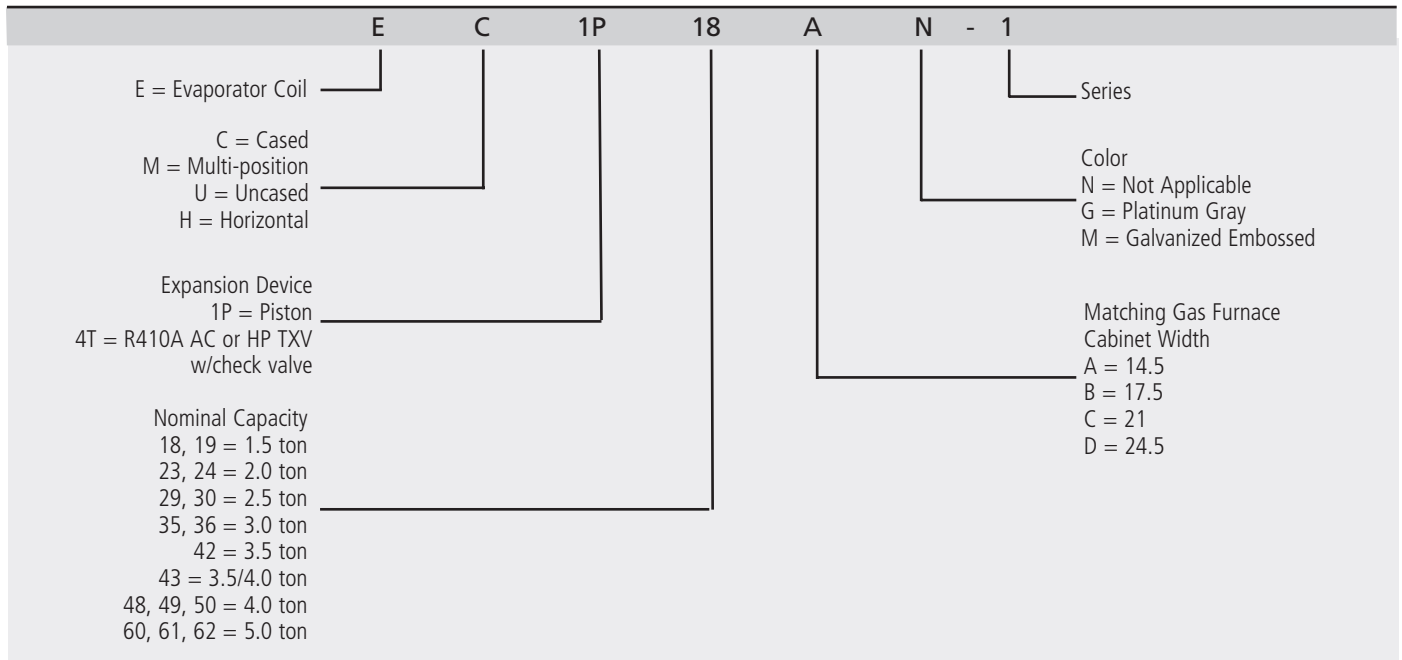 E C 1P 18 A N - 1
E = Evaporator Coil
C = Cased
M = Multi-position
U = Uncased
H = Horizontal
Expansion Device
1P = Piston
4T = R410A AC or HP TXV
w/check valve
Nominal Capacity
18, 19 = 1.5 ton
23, 24 = 2.0 ton
29, 30 = 2.5 ton
35, 36 = 3.0 ton
42 = 3.5 ton
43 = 3.5/4.0 ton
48, 49, 50 = 4.0 ton
60, 61, 62 = 5.0 ton
Series
Color
N = Not Applicable
G = Platinum Gray
M = Galvanized Embossed
Matching Gas Furnace
Cabinet Width
A = 14.5
B = 17.5
C = 21
D = 24.5